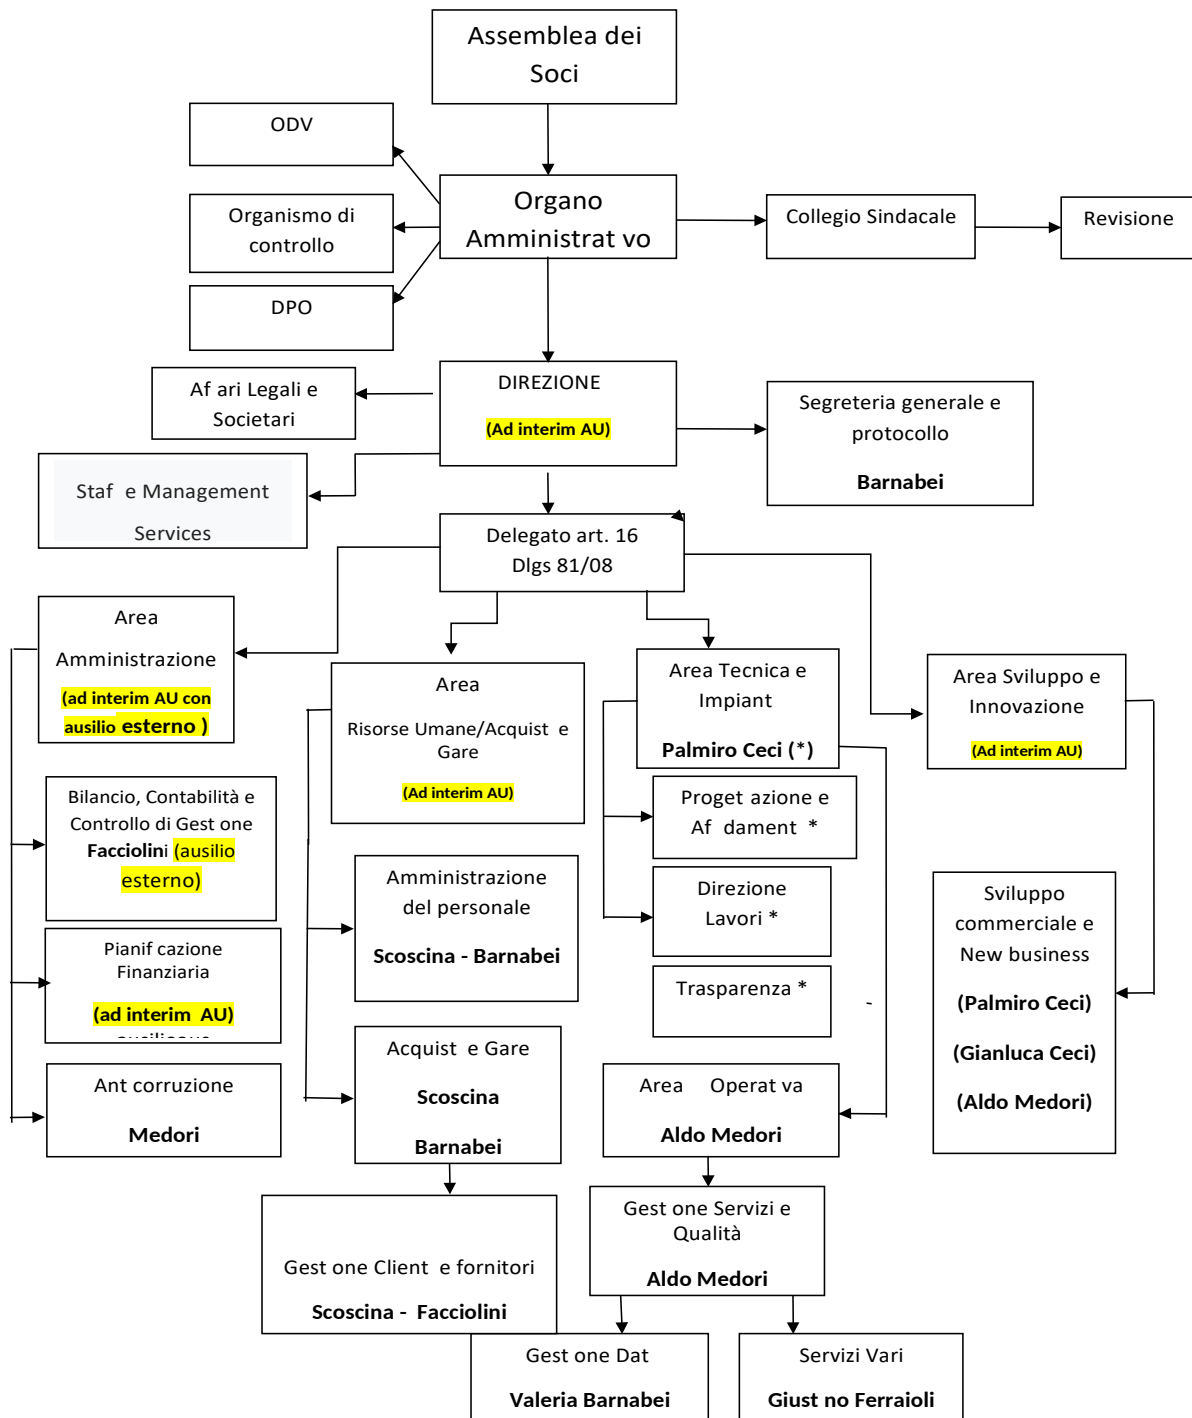 Assemblea dei
Soci
ODV
Organo
Amministrat vo
Organismo di
controllo
Collegio Sindacale
Revisione
DPO
DIREZIONE
(Ad interim AU)
Af ari Legali e
Societari
Segreteria generale e
protocollo
Barnabei
Staf e Management
Services
Delegato art. 16
Dlgs 81/08
Area
Amministrazione
(ad interim AU con
ausilio esterno )
Area
Risorse Umane/Acquist e
Gare
(Ad interim AU)
Area Tecnica e
Impiant
Palmiro Ceci (*)
Area Sviluppo e
Innovazione
(Ad interim AU)
Bilancio, Contabilità e
Controllo di Gest one
Facciolini (ausilio
esterno)
Proget azione e
Af dament *
Amministrazione
del personale
Scoscina - Barnabei
Direzione
Lavori *
Sviluppo
commerciale e
New business
(Palmiro Ceci)
(Gianluca Ceci)
(Aldo Medori)
Pianif cazione
Finanziaria
(ad interim AU)
Trasparenza *
-
Acquist e Gare
Scoscina
Barnabei
Ant corruzione
Medori
Area Operat va
Aldo Medori
Gest one Servizi e
Qualità
Aldo Medori
Gest one Client e fornitori
Scoscina - Facciolini
Gest one Dat
Valeria Barnabei
Servizi Vari
Giust no Ferraioli